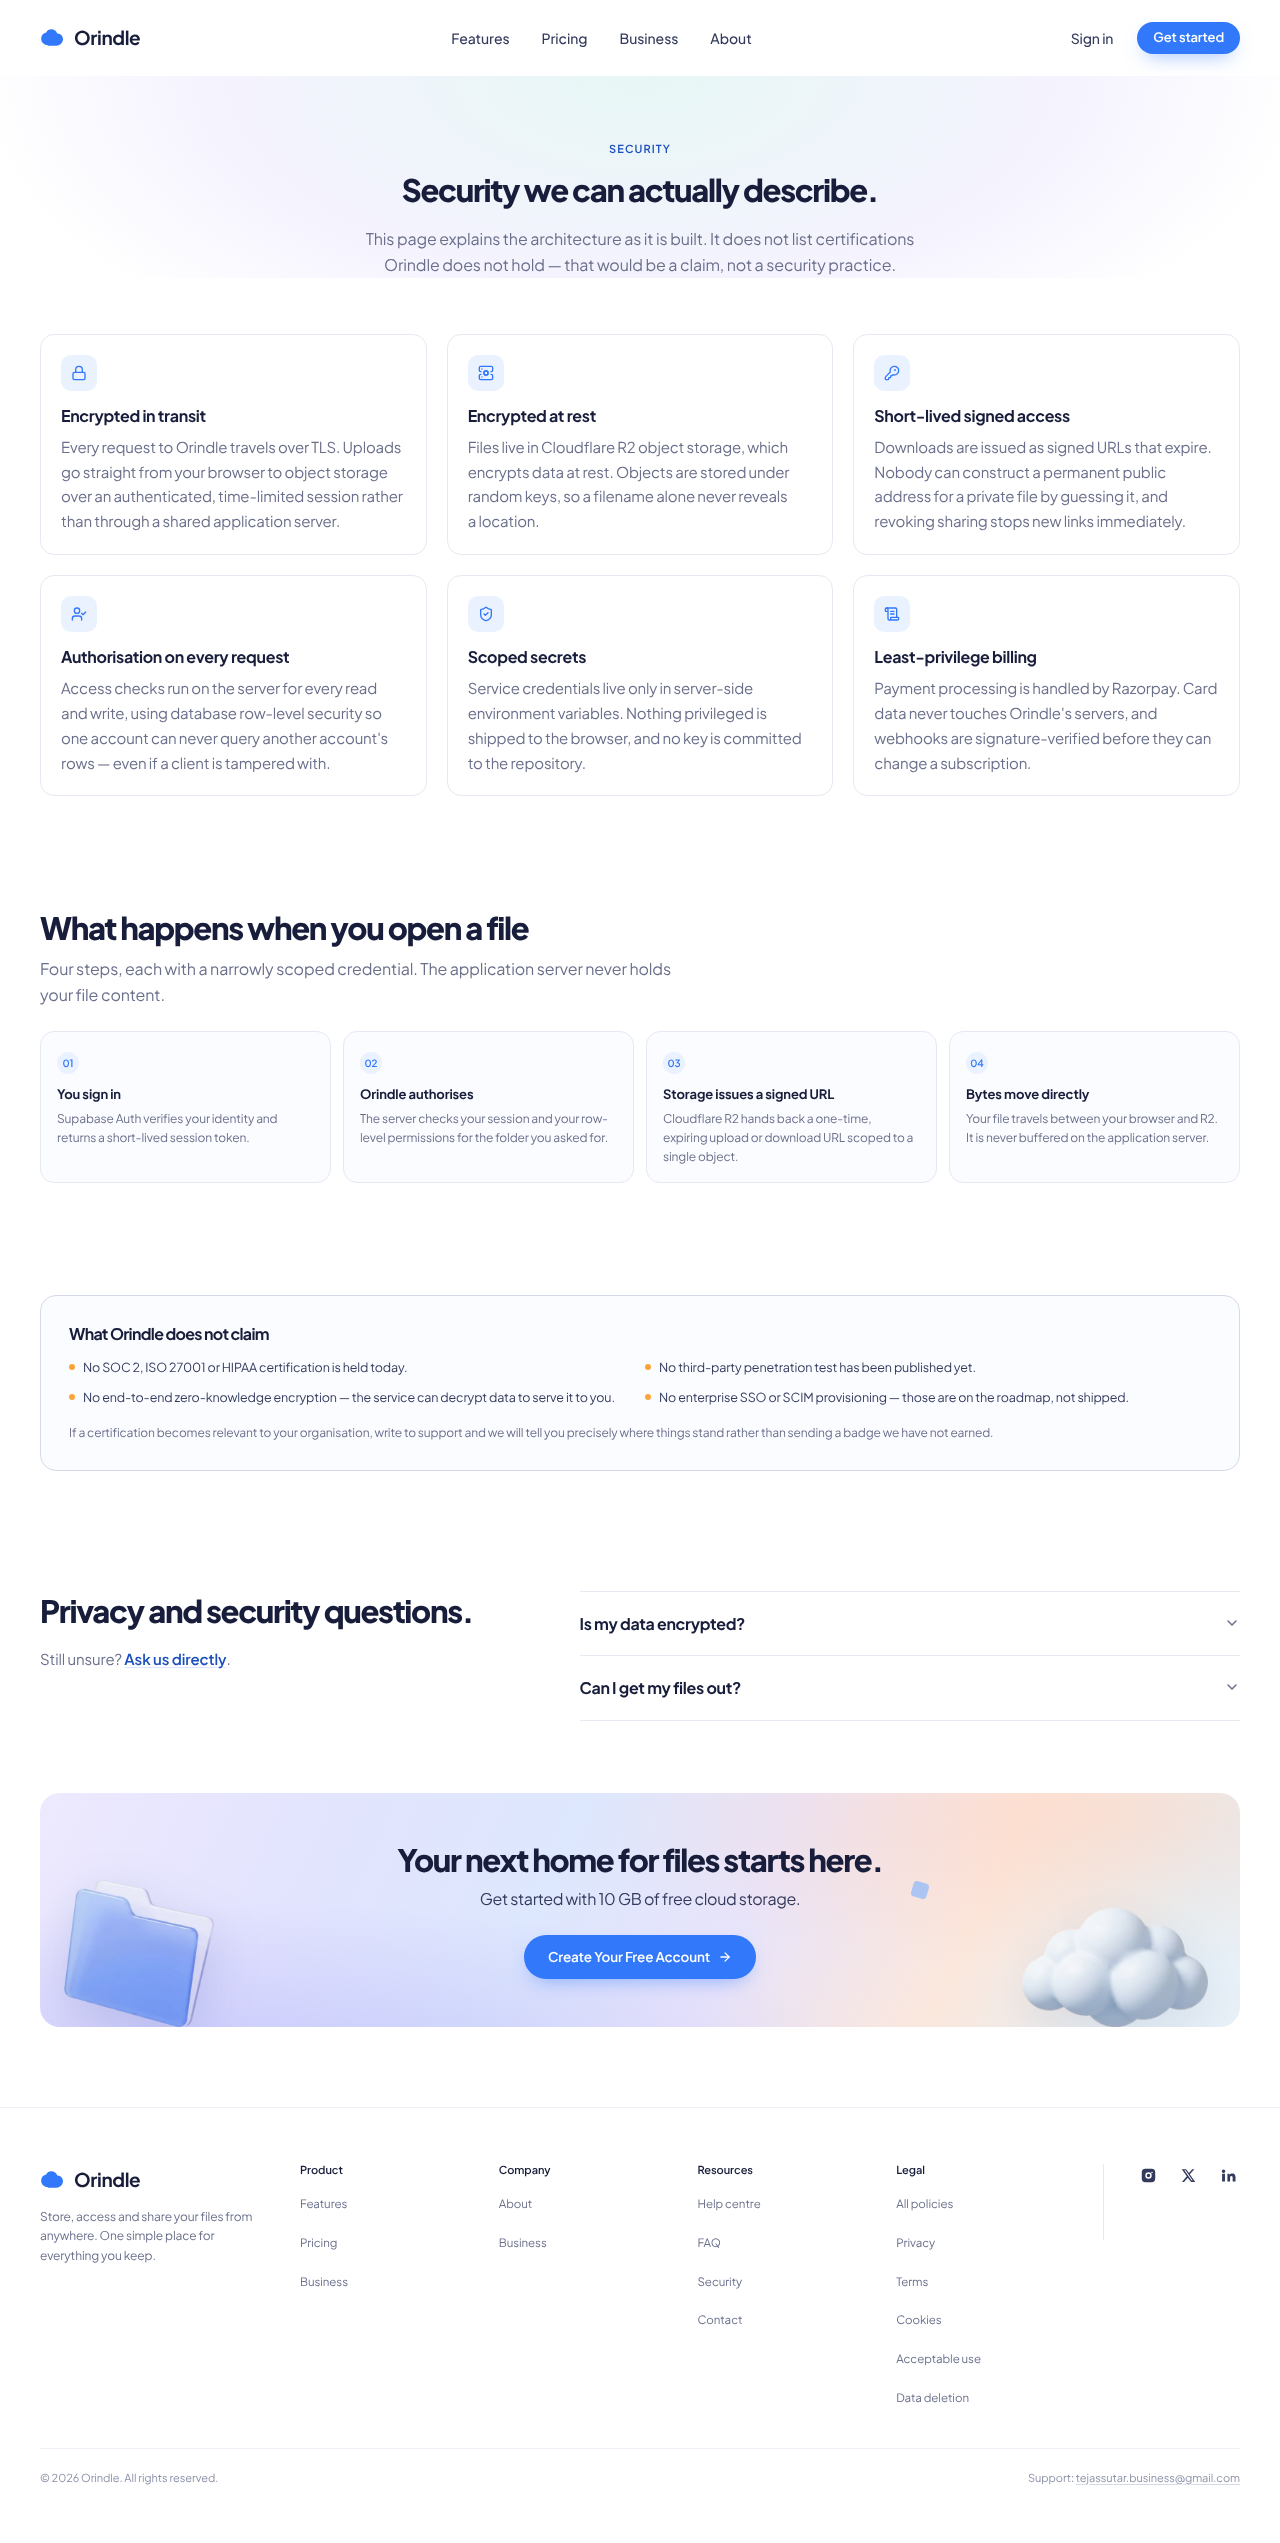 Orindle
Features
Pricing
Business
About
Sign in
Get started
SECURITY
Security we can actually describe.
This page explains the architecture as it is built. It does not list certifications
Orindle does not hold — that would be a claim, not a security practice.
Encrypted in transit
Every request to Orindle travels over TLS. Uploads
go straight from your browser to object storage
over an authenticated, time-limited session rather
than through a shared application server.
Encrypted at rest
Files live in Cloudflare R2 object storage, which
encrypts data at rest. Objects are stored under
random keys, so a filename alone never reveals
a location.
Short-lived signed access
Downloads are issued as signed URLs that expire.
Nobody can construct a permanent public
address for a private file by guessing it, and
revoking sharing stops new links immediately.
Authorisation on every request
Access checks run on the server for every read
and write, using database row-level security so
one account can never query another account's
rows — even if a client is tampered with.
Scoped secrets
Service credentials live only in server-side
environment variables. Nothing privileged is
shipped to the browser, and no key is committed
to the repository.
Least-privilege billing
Payment processing is handled by Razorpay. Card
data never touches Orindle's servers, and
webhooks are signature-verified before they can
change a subscription.
What happens when you open a file
Four steps, each with a narrowly scoped credential. The application server never holds
your file content.
01
You sign in
Supabase Auth verifies your identity and
returns a short-lived session token.
02
Orindle authorises
The server checks your session and your row-
level permissions for the folder you asked for.
03
Storage issues a signed URL
Cloudflare R2 hands back a one-time,
expiring upload or download URL scoped to a
single object.
04
Bytes move directly
Your file travels between your browser and R2.
It is never buffered on the application server.
What Orindle does not claim
No SOC 2, ISO 27001 or HIPAA certification is held today.
No third-party penetration test has been published yet.
No end-to-end zero-knowledge encryption — the service can decrypt data to serve it to you.
No enterprise SSO or SCIM provisioning — those are on the roadmap, not shipped.
If a certification becomes relevant to your organisation, write to support and we will tell you precisely where things stand rather than sending a badge we have not earned.
Privacy and security questions.
Still unsure? Ask us directly.
Is my data encrypted?
Can I get my files out?
Your next home for files starts here.
Get started with 10 GB of free cloud storage.
Create Your Free Account
Orindle
Store, access and share your files from
anywhere. One simple place for
everything you keep.
Product
Features
Pricing
Business
Company
About
Business
Resources
Help centre
FAQ
Security
Contact
Legal
All policies
Privacy
Terms
Cookies
Acceptable use
Data deletion
© 2026 Orindle. All rights reserved.
Support: tejassutar.business@gmail.com